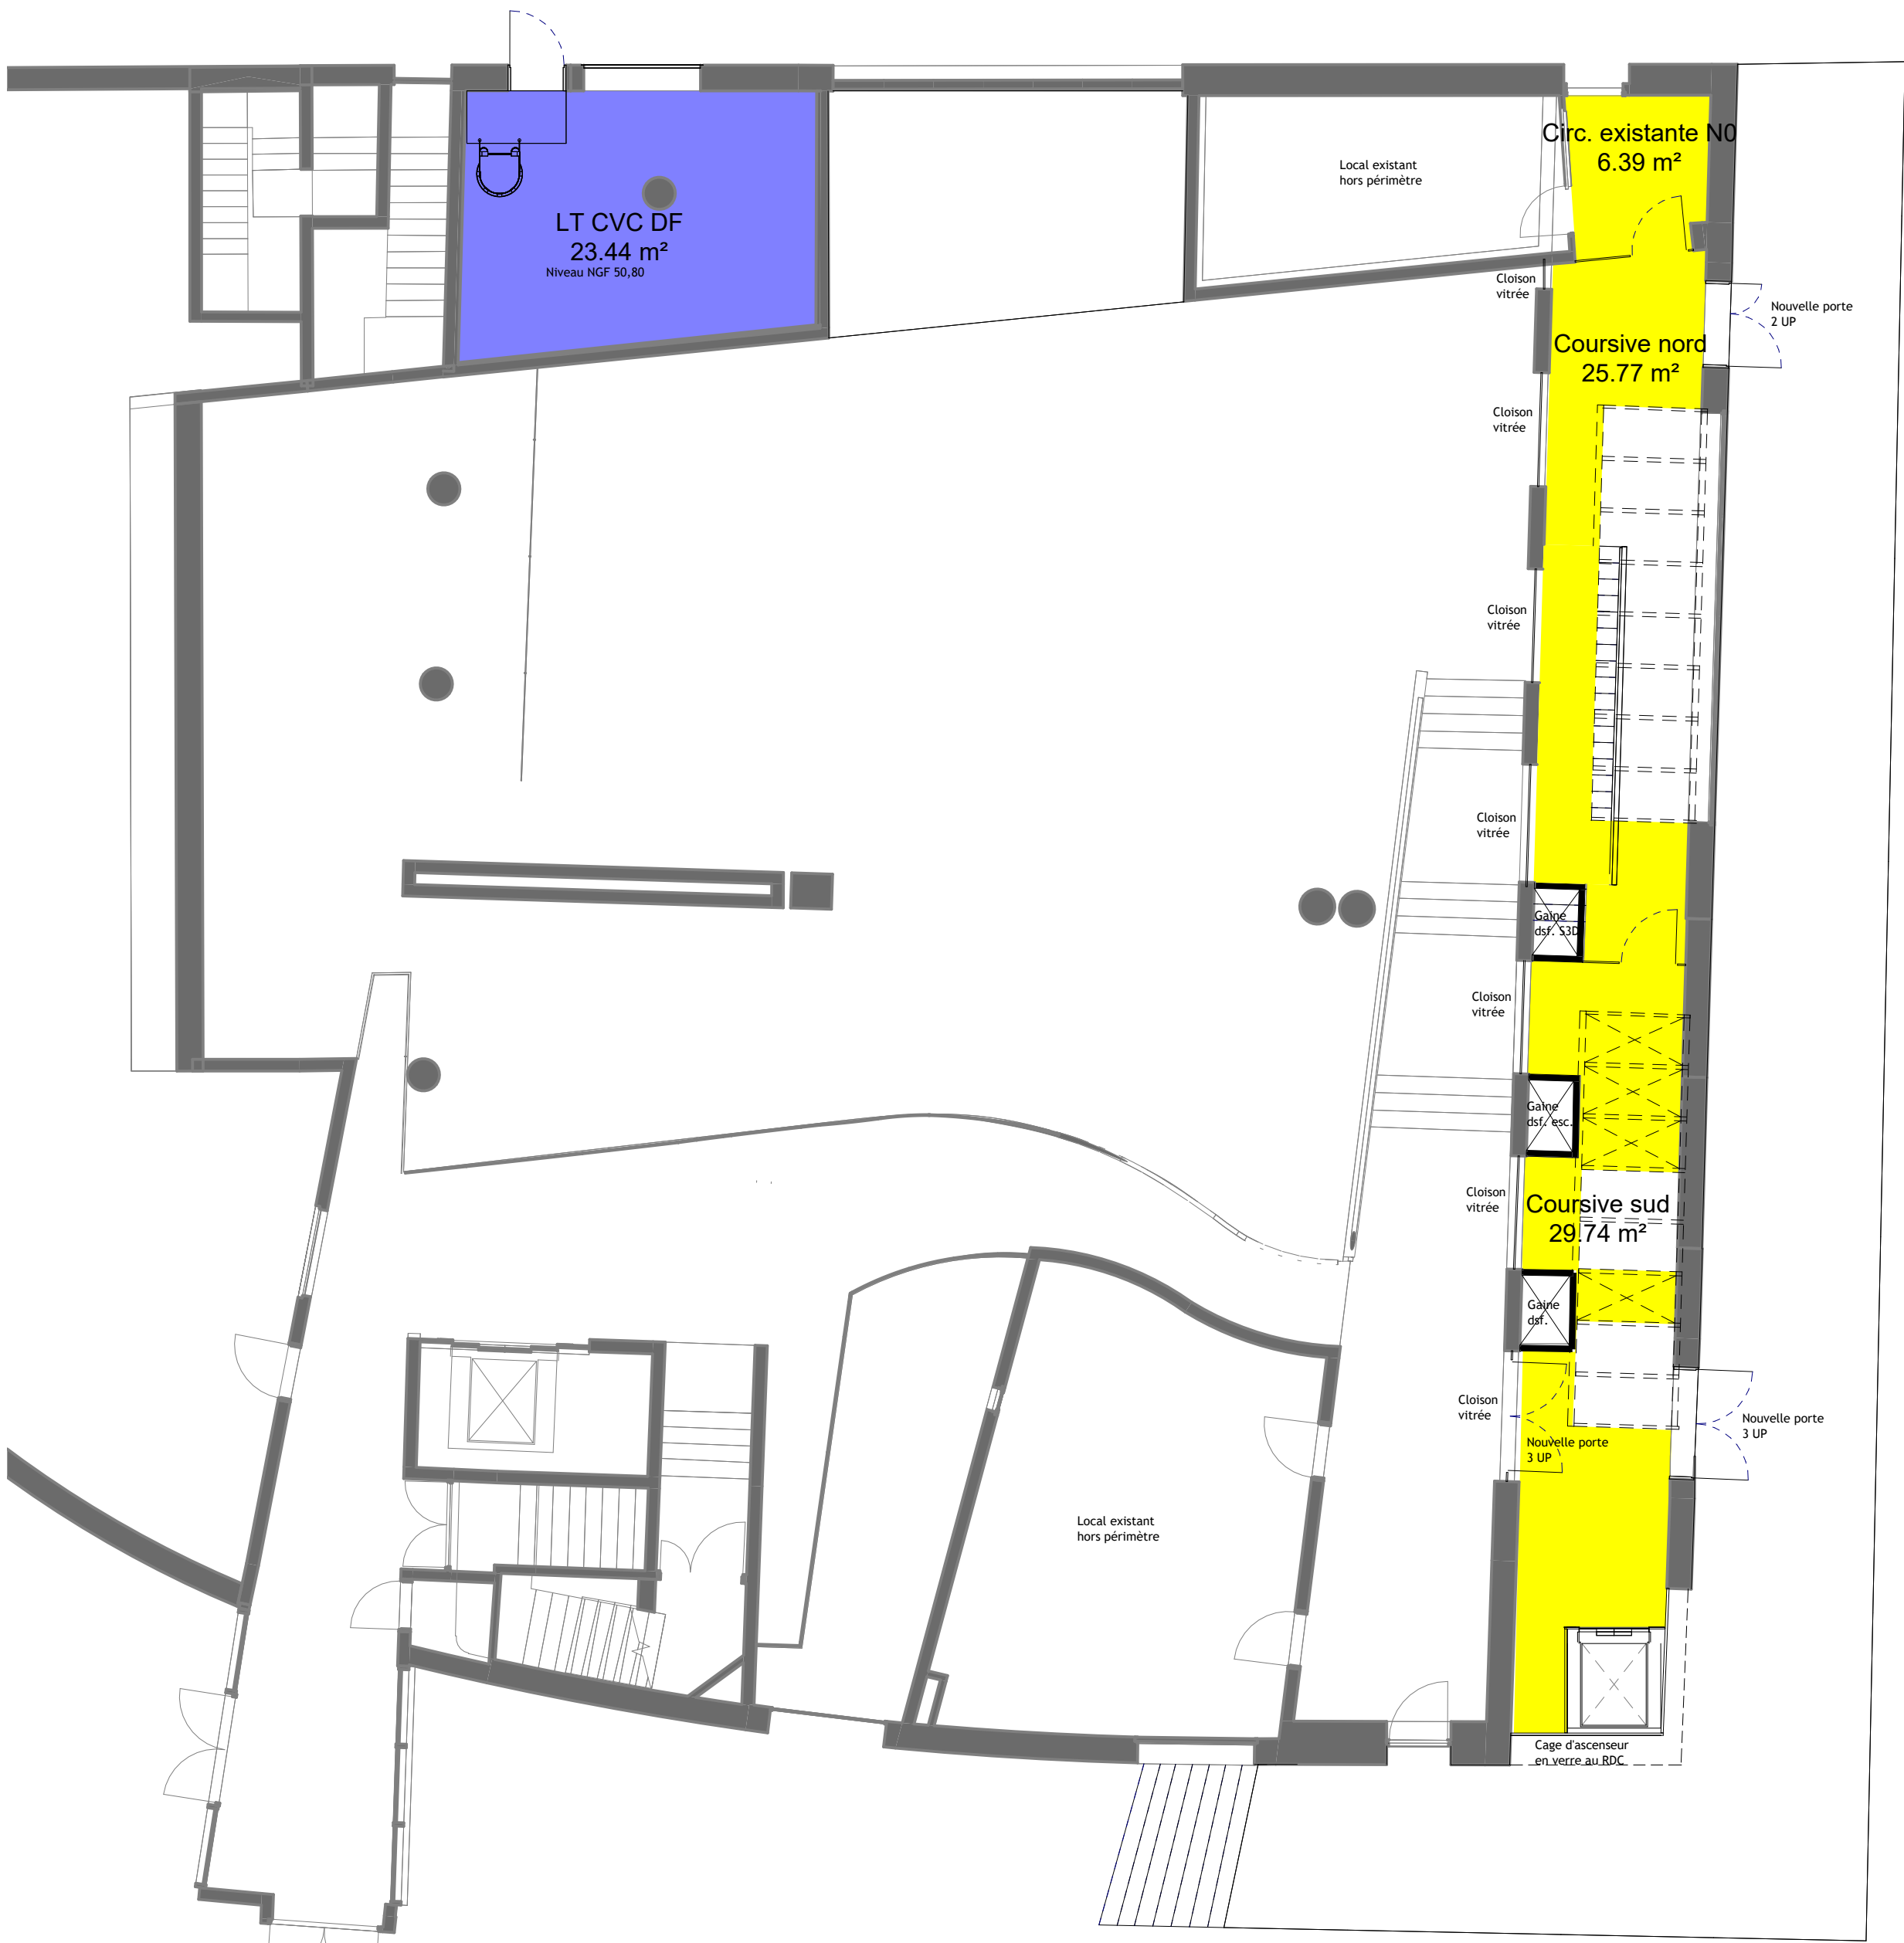 Circ. existante N0
6.39 m²
Local existant
hors périmètre
LT CVC DF
23.44 m²
Niveau NGF 50,80
Cloison
vitrée
Nouvelle porte
2 UP
Coursive nord
25.77 m²
Cloison
vitrée
Cloison
vitrée
Cloison
vitrée
Gaine
dsf. S3D
Cloison
vitrée
Gaine
dsf. esc.
Cloison
vitrée
Coursive sud
29.74 m²
Gaine
dsf.
Cloison
vitrée
Nouvelle porte
3 UP
Nouvelle porte
3 UP
Local existant
hors périmètre
Cage d'ascenseur
en verre au RDC